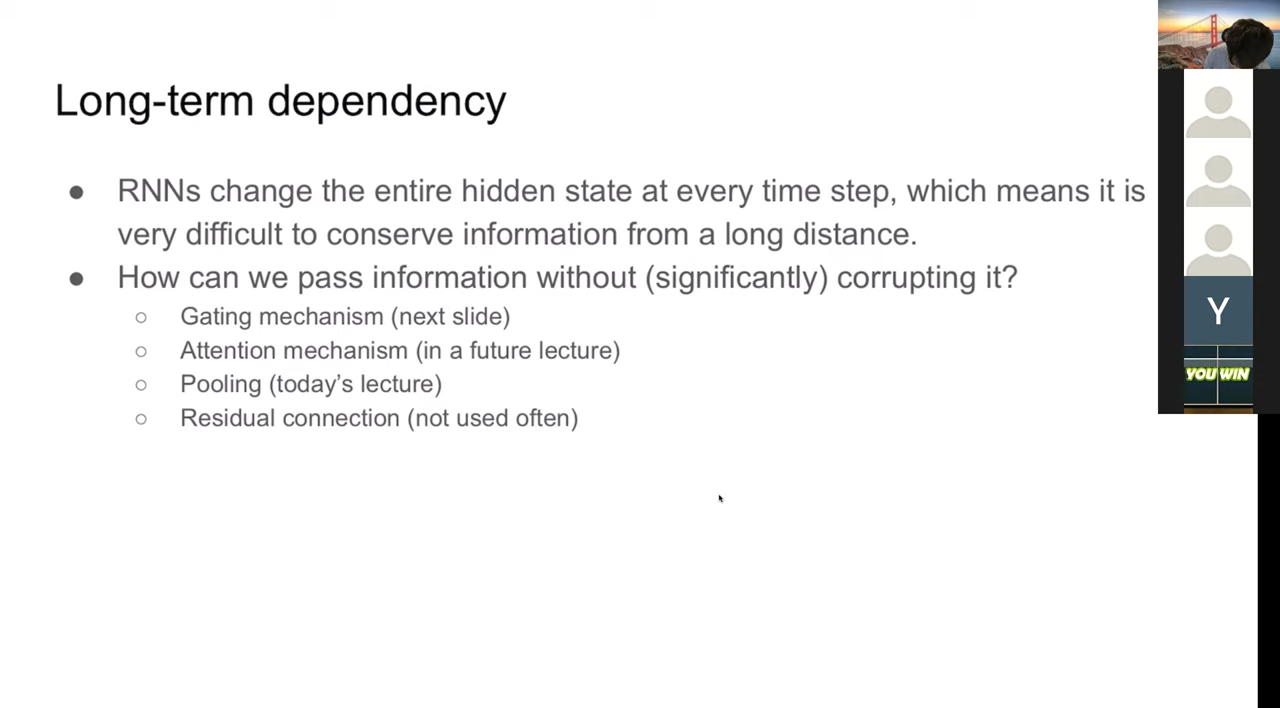 Long-term dependency
● RNNs change the entire hidden state at every time step, which means it is
very difficult to conserve information from a long distance.
● How can we pass information without (significantly) corrupting it?
○ Gating mechanism (next slide)
○ Attention mechanism (in a future lecture)
○ Pooling (today's lecture)
○ Residual connection (not used often)
Y
YOU WIN